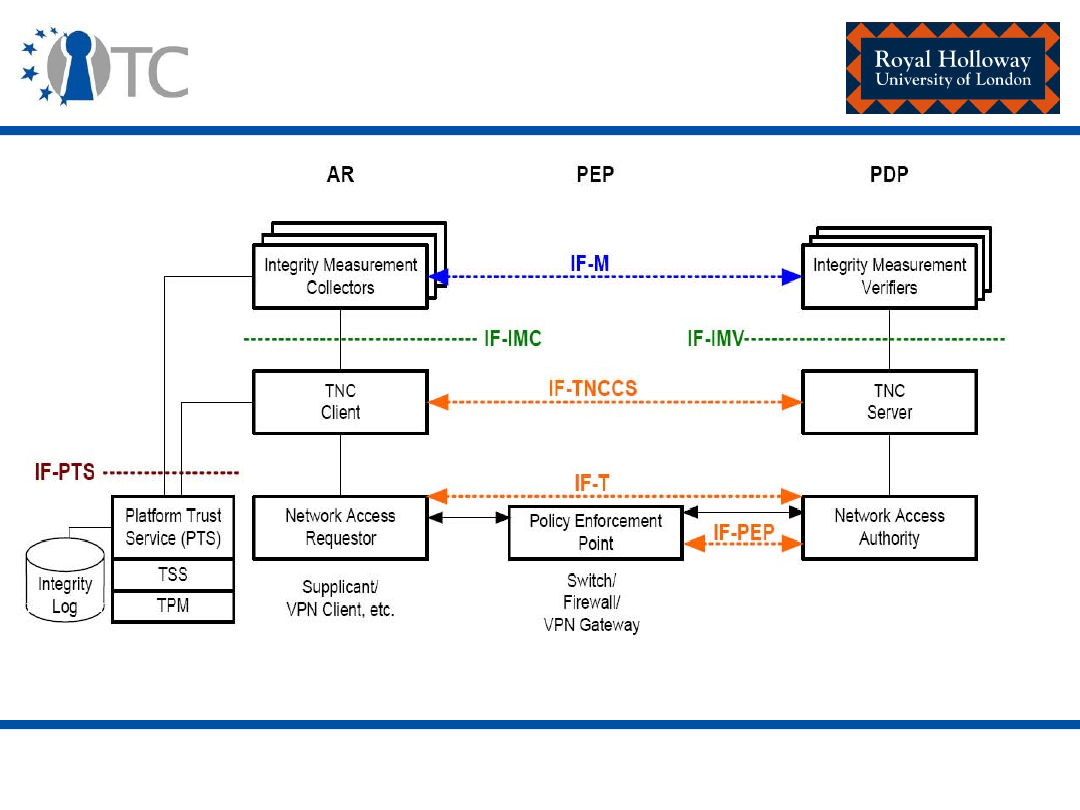 TC
Royal Holloway
University of London
AR
PEP
PDP
Integrity Measurement
Collectors
IF-M
Integrity Measurement
Verifiers
IF-IMC
IF-IMV
TNC
Client
IF-TNCCS
TNC
Server
IF-PTS
IF-T
Platform Trust
Service (PTS)
Network Access
Requestor
Policy Enforcement
Point
IF-PEP
Network Access
Authority
Integrity
Log
TSS
TPM
Supplicant/
VPN Client, etc.
Switch/
Firewall/
VPN Gateway